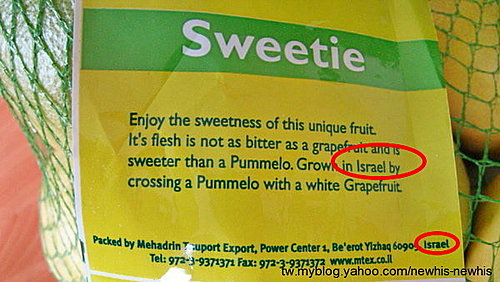 Sweetie
Enjoy the sweetness of this unique fruit.
It's flesh is not as bitter as a grapefruit and is
sweeter than a Pummelo. Grown in Israel by
crossing a Pummelo with a white Grapefruit.
Packed by Mehadrin Tnuport Export, Power Center 1, Be'erot Yizhaq 60905 Israel
Tel: 972-3-9371371 Fax: 972-3-9371372 www.mtex.co.il
tw.myblog.yahoo.com/newhis-newhis